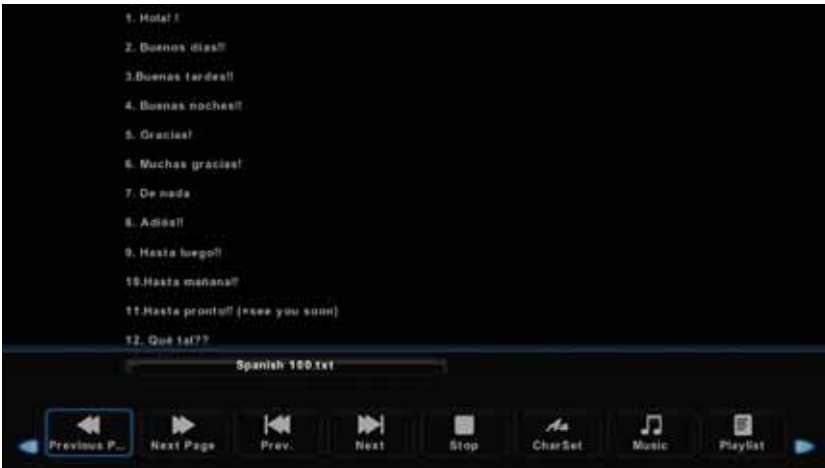 1. Hola! !
2. Buenos días!!
3.Buenas tardes!!
4. Buenas noches!!
5. Gracias!
6. Muchas gracias!
7. De nada
8. Adiós!!
9. Hasta luego!!
10.Hasta mañana!!
11.Hasta pronto!! (=see you soon)
12. Qué tal??
Spanish 100.txt
Previous P... Next Page Prev. Next Stop CharSet Music Playlist